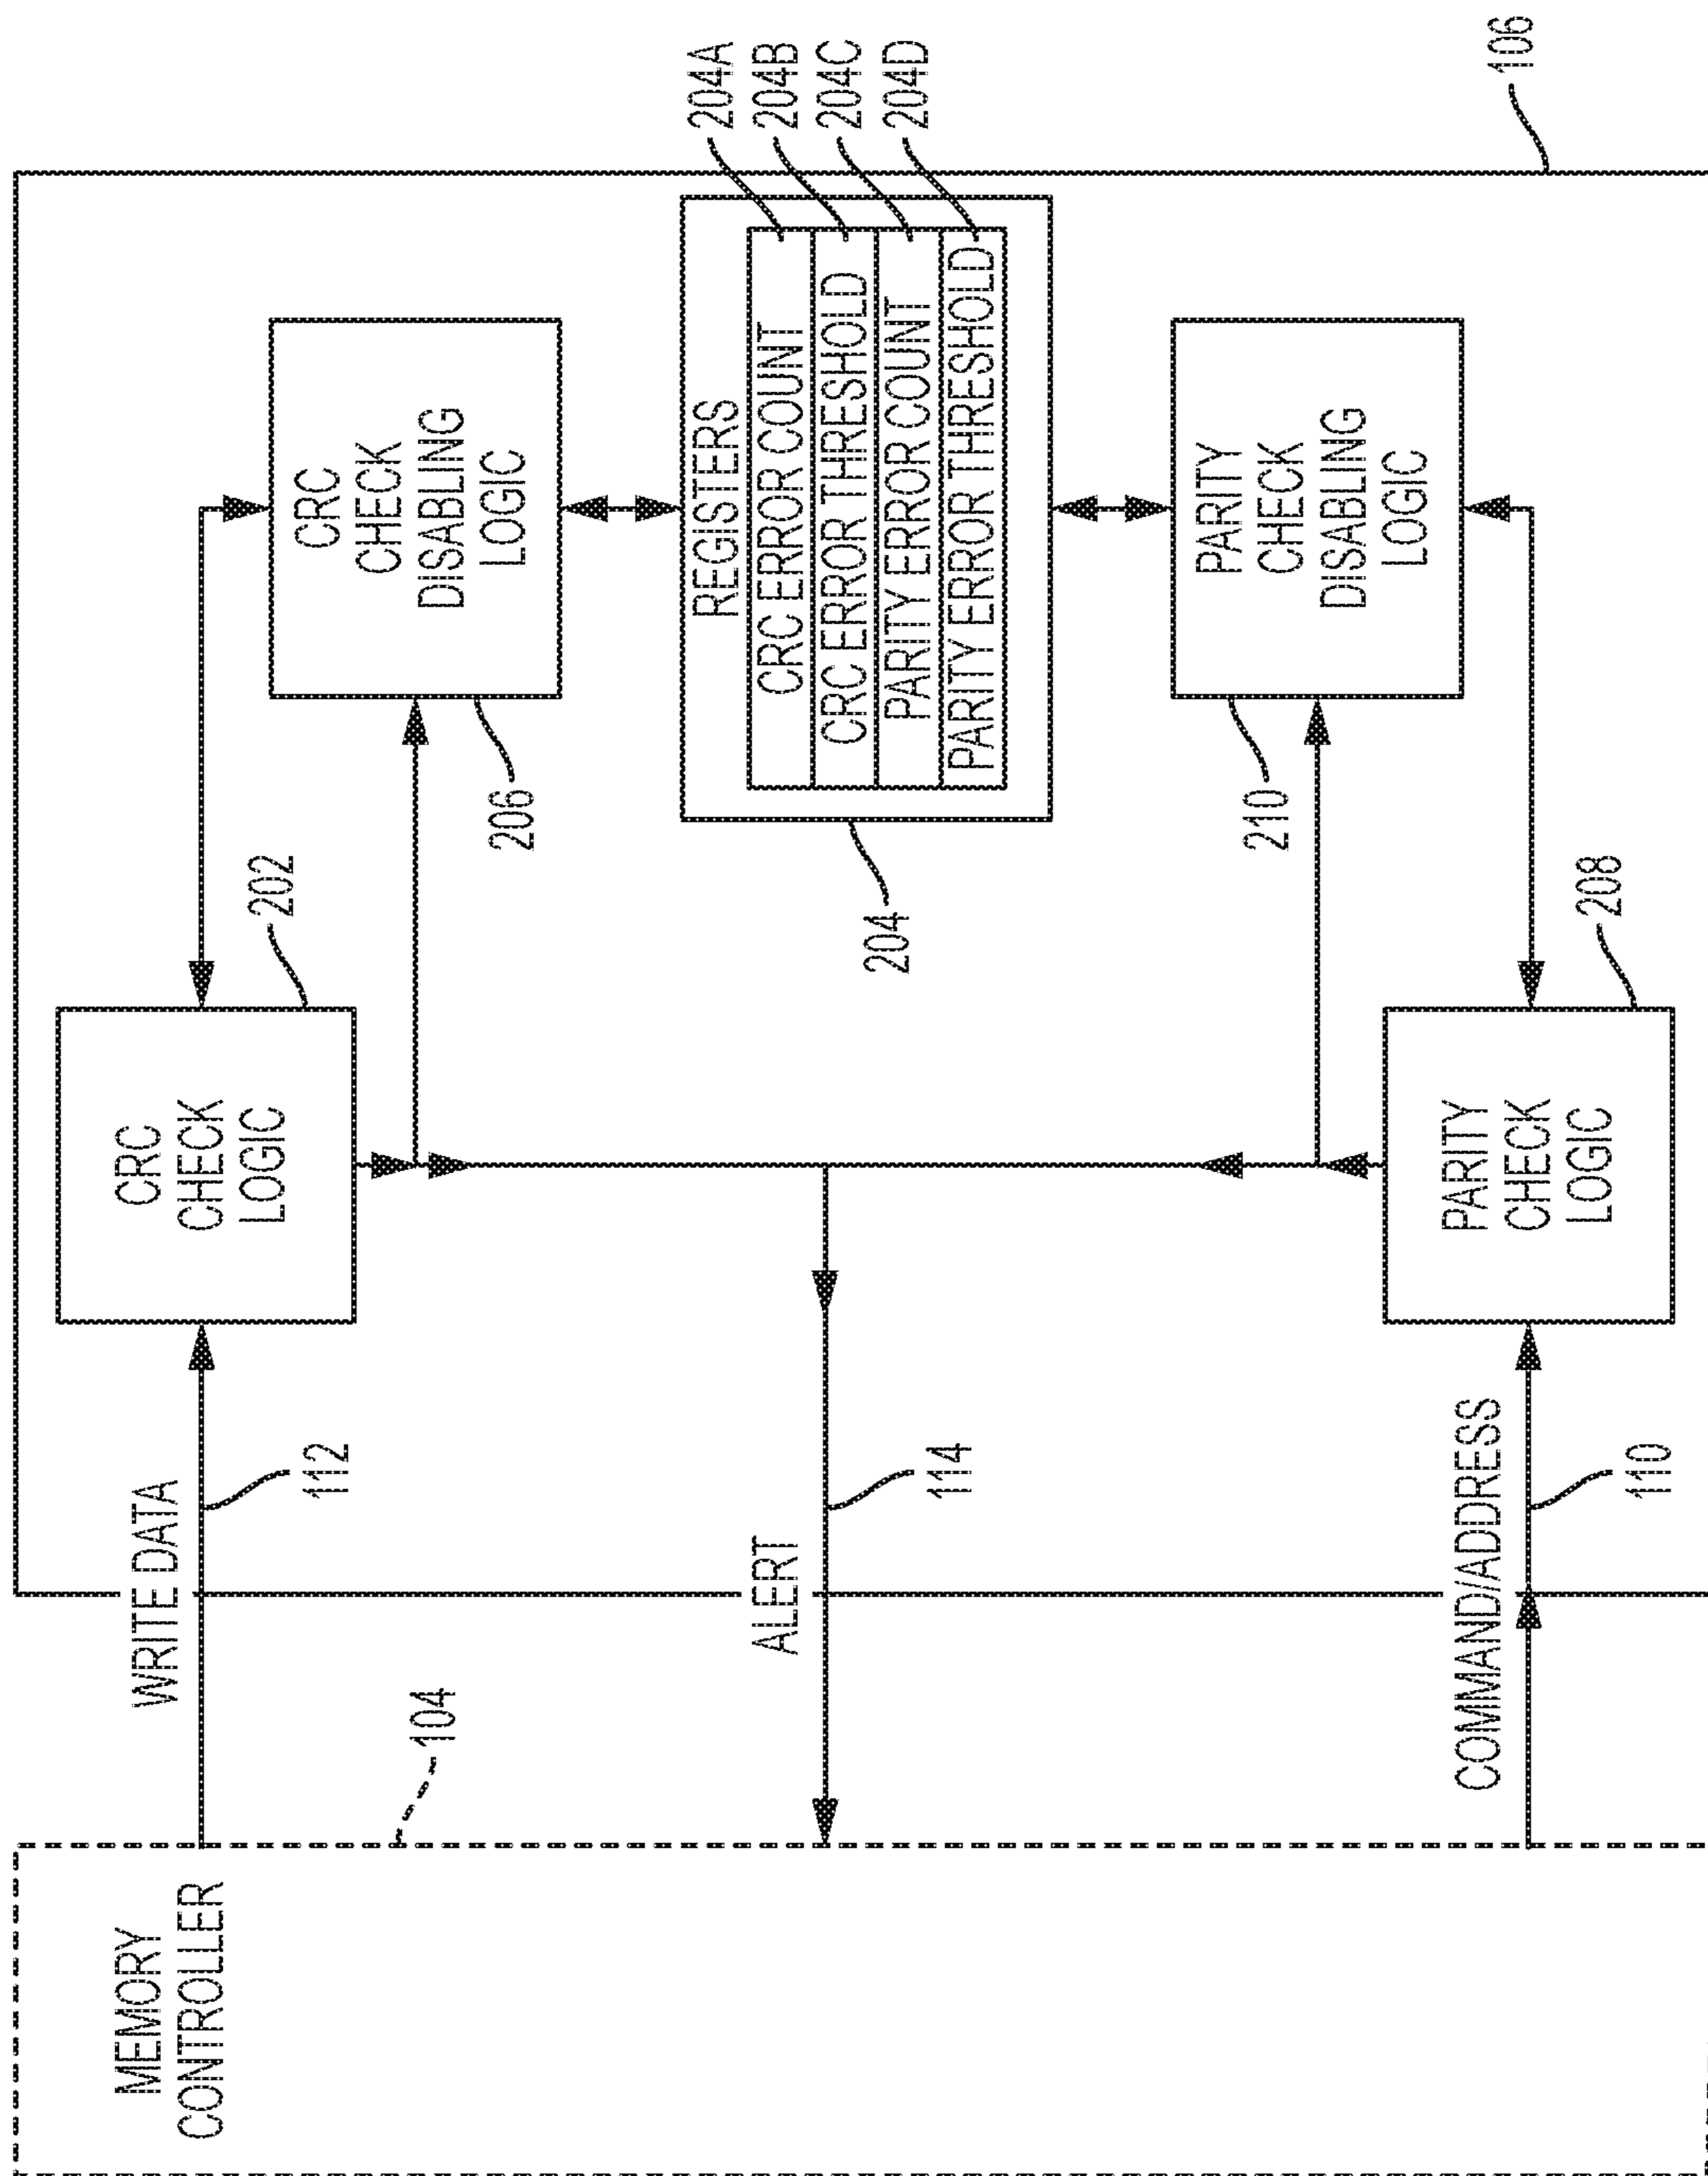 MEMORY
CONTROLLER
104
WRITE DATA
112
ALERT
114
COMMAND/ADDRESS
110
CRC
CHECK
LOGIC
202
PARITY
CHECK
LOGIC
208
CRC
CHECK
DISABLING
LOGIC
206
REGISTERS
CRC ERROR COUNT
CRC ERROR THRESHOLD
PARITY ERROR COUNT
PARITY ERROR THRESHOLD
204
204A
204B
204C
204D
PARITY
CHECK
DISABLING
LOGIC
210
106